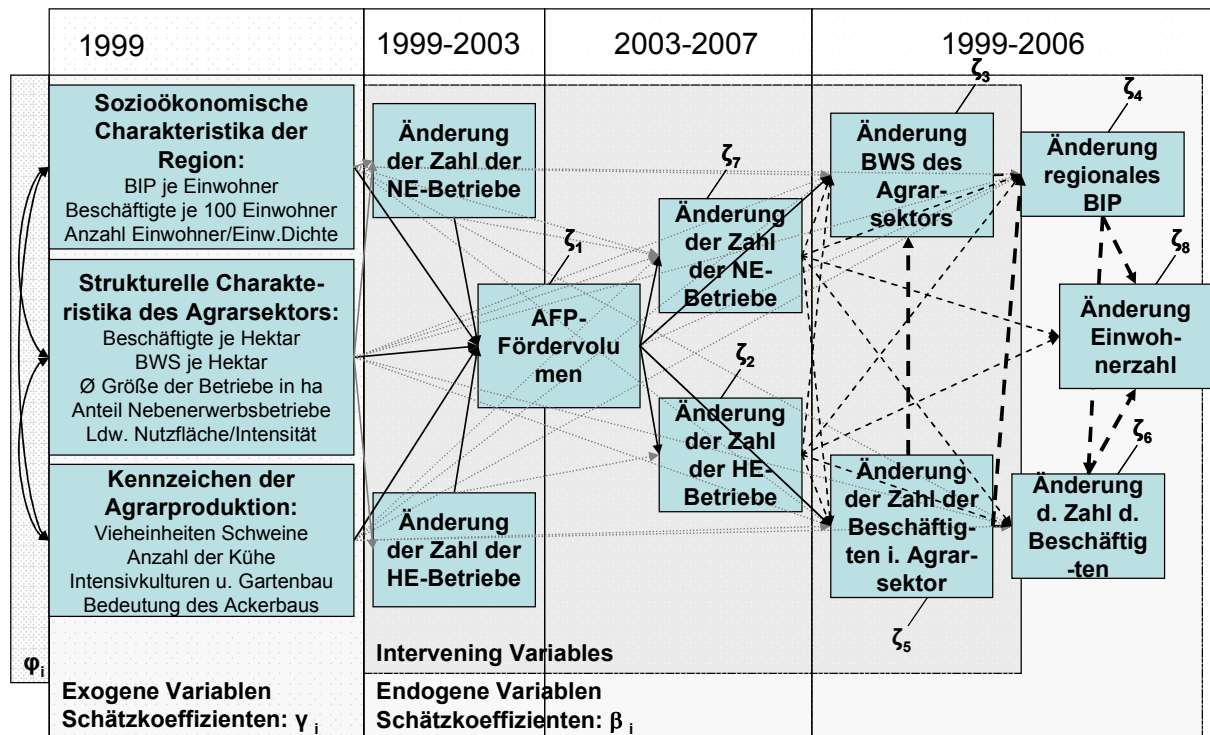 1999
1999-2003
2003-2007
1999-2006
Sozioökonomische
Charakteristika der
Region:
BIP je Einwohner
Beschäftigte je 100 Einwohner
Anzahl Einwohner/Einw.Dichte
Strukturelle Charakte-
ristika des Agrarsektors:
Beschäftigte je Hektar
BWS je Hektar
Ø Größe der Betriebe in ha
Anteil Nebenerwerbsbetriebe
Ldw. Nutzfläche/Intensität
Kennzeichen der
Agrarproduktion:
Vieheinheiten Schweine
Anzahl der Kühe
Intensivkulturen u. Gartenbau
Bedeutung des Ackerbaus
φi
Exogene Variablen
Schätzkoeffizienten: γ i
Änderung
der Zahl der
NE-Betriebe
Änderung
der Zahl der
HE-Betriebe
ζ1
AFP-
Fördervolu
men
ζ7
Änderung
der Zahl
der NE-
Betriebe
ζ2
Änderung
der Zahl
der HE-
Betriebe
ζ3
Änderung
BWS des
Agrar-
sektors
Änderung
der Zahl der
Beschäftig-
ten i. Agrar-
sektor
ζ5
ζ4
Änderung
regionales
BIP
ζ8
Änderung
Einwoh-
nerzahl
ζ6
Änderung
d. Zahl d.
Beschäftig
-ten
Intervening Variables
Endogene Variablen
Schätzkoeffizienten: β i